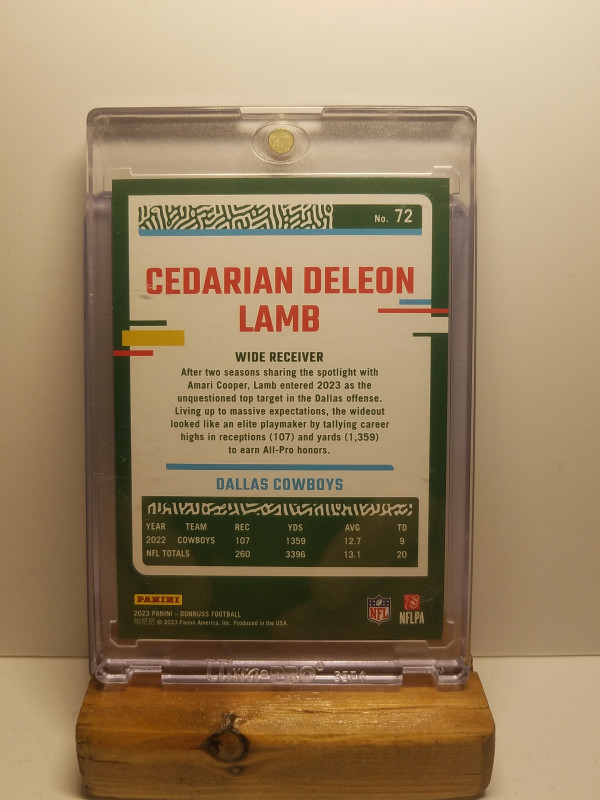 No. 72
CEDARIAN DELEON
LAMB
WIDE RECEIVER
After two seasons sharing the spotlight with
Amari Cooper, Lamb entered 2023 as the
unquestioned top target in the Dallas offense.
Living up to massive expectations, the wideout
looked like an elite playmaker by tallying career
highs in receptions (107) and yards (1,359)
to earn All-Pro honors.
DALLAS COWBOYS
YEAR TEAM REC YDS AVG TD
2022 COWBOYS 107 1359 12.7 9
NFL TOTALS 260 3396 13.1 20
PANINI
2023 PANINI – DONRUSS FOOTBALL
© 2023 Panini America, Inc. Produced in the USA.
NFL
NFLPA
Ultra PRO®